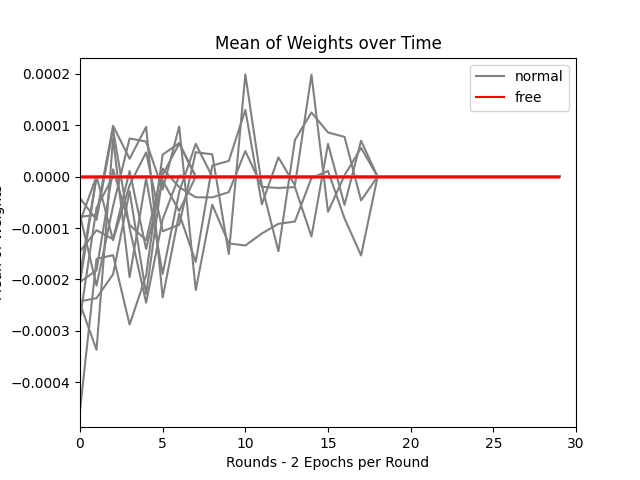 Mean of Weights over Time
normal
free
0.0002
0.0001
0.0000
−0.0001
−0.0002
−0.0003
−0.0004
0 5 10 15 20 25 30
Rounds - 2 Epochs per Round